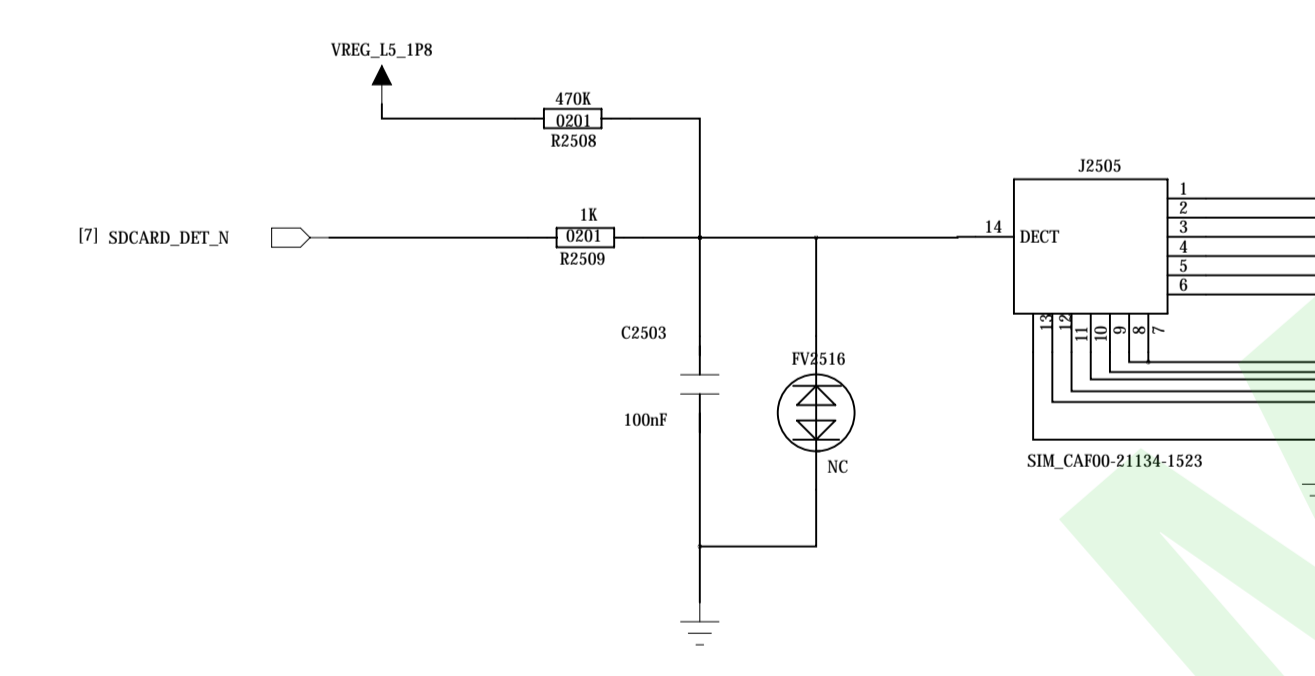 VREG_L5_1P8
470K
0201
R2508
J2505
1K
[7] SDCARD_DET_N
0201
R2509
14
DECT
1
2
3
4
5
6
13
12
11
10
9
8
7
C2503
100nF
FV2516
NC
SIM_CAF00-21134-1523